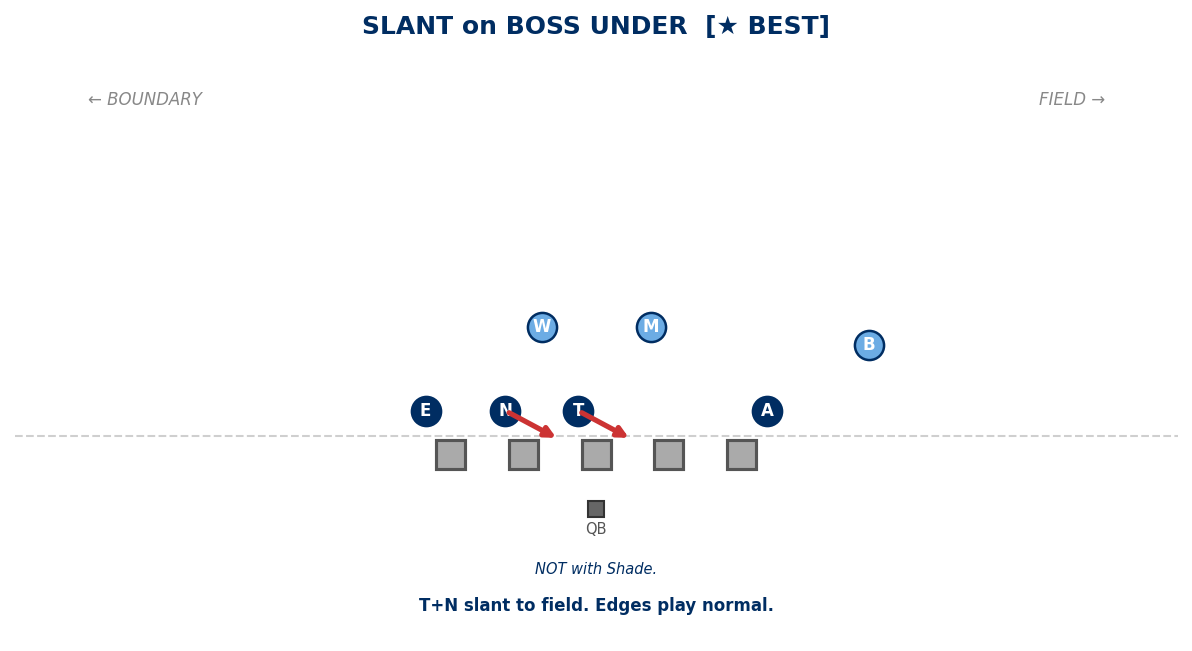 SLANT on BOSS UNDER [★ BEST]
← BOUNDARY
FIELD →
W
M
B
E
N
T
A
QB
NOT with Shade.
T+N slant to field. Edges play normal.